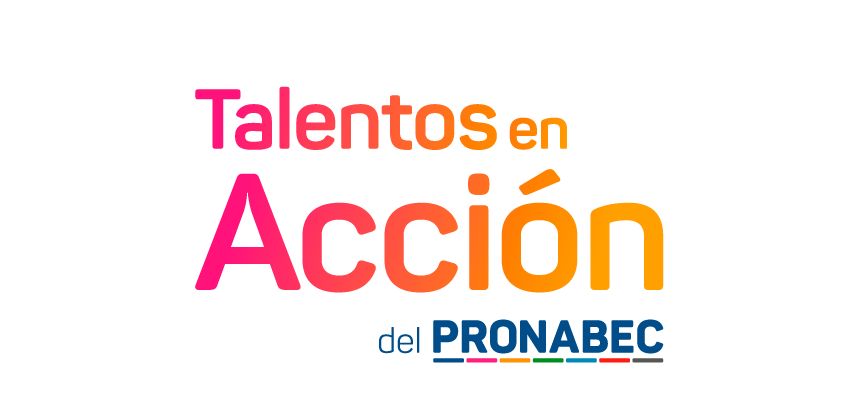 Talentos en
Acción
del PRONABEC